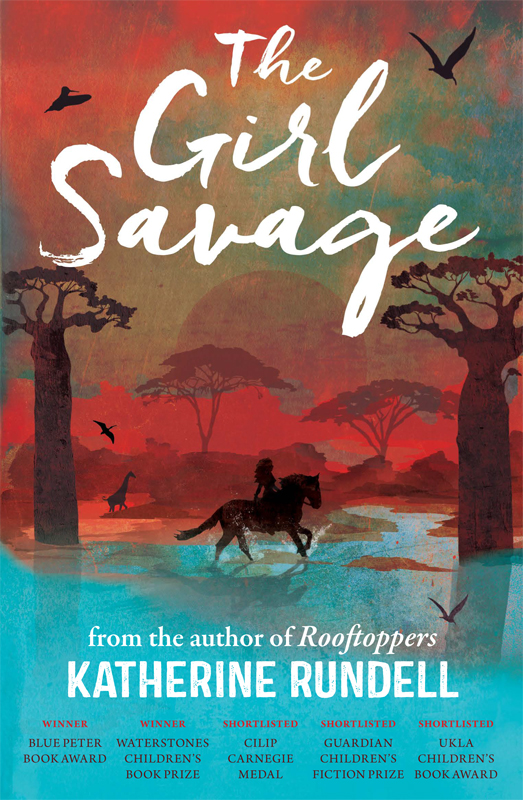 The
Girl
Savage
from the author of Rooftoppers
KATHERINE RUNDELL
WINNER
BLUE PETER
BOOK AWARD
WINNER
WATERSTONES
CHILDREN'S
BOOK PRIZE
SHORTLISTED
CILIP
CARNEGIE
MEDAL
SHORTLISTED
GUARDIAN
CHILDREN'S
FICTION PRIZE
SHORTLISTED
UKLA
CHILDREN'S
BOOK AWARD